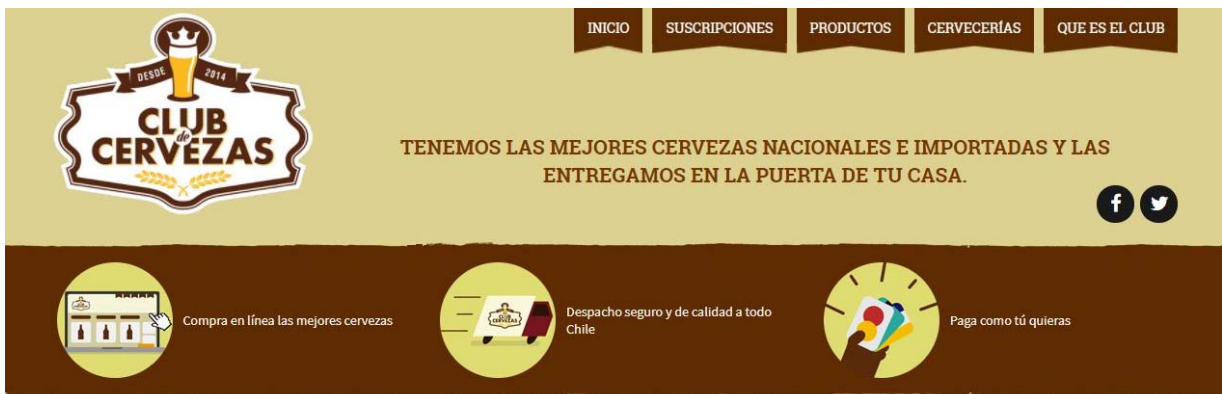 INICIO
SUSCRIPCIONES
PRODUCTOS
CERVECERÍAS
QUE ES EL CLUB
DESDE 2014
CLUB
de
CERVEZAS
TENEMOS LAS MEJORES CERVEZAS NACIONALES E IMPORTADAS Y LAS
ENTREGAMOS EN LA PUERTA DE TU CASA.
Compra en línea las mejores cervezas
CLUB
CERVEZAS
Despacho seguro y de calidad a todo
Chile
Paga como tú quieras